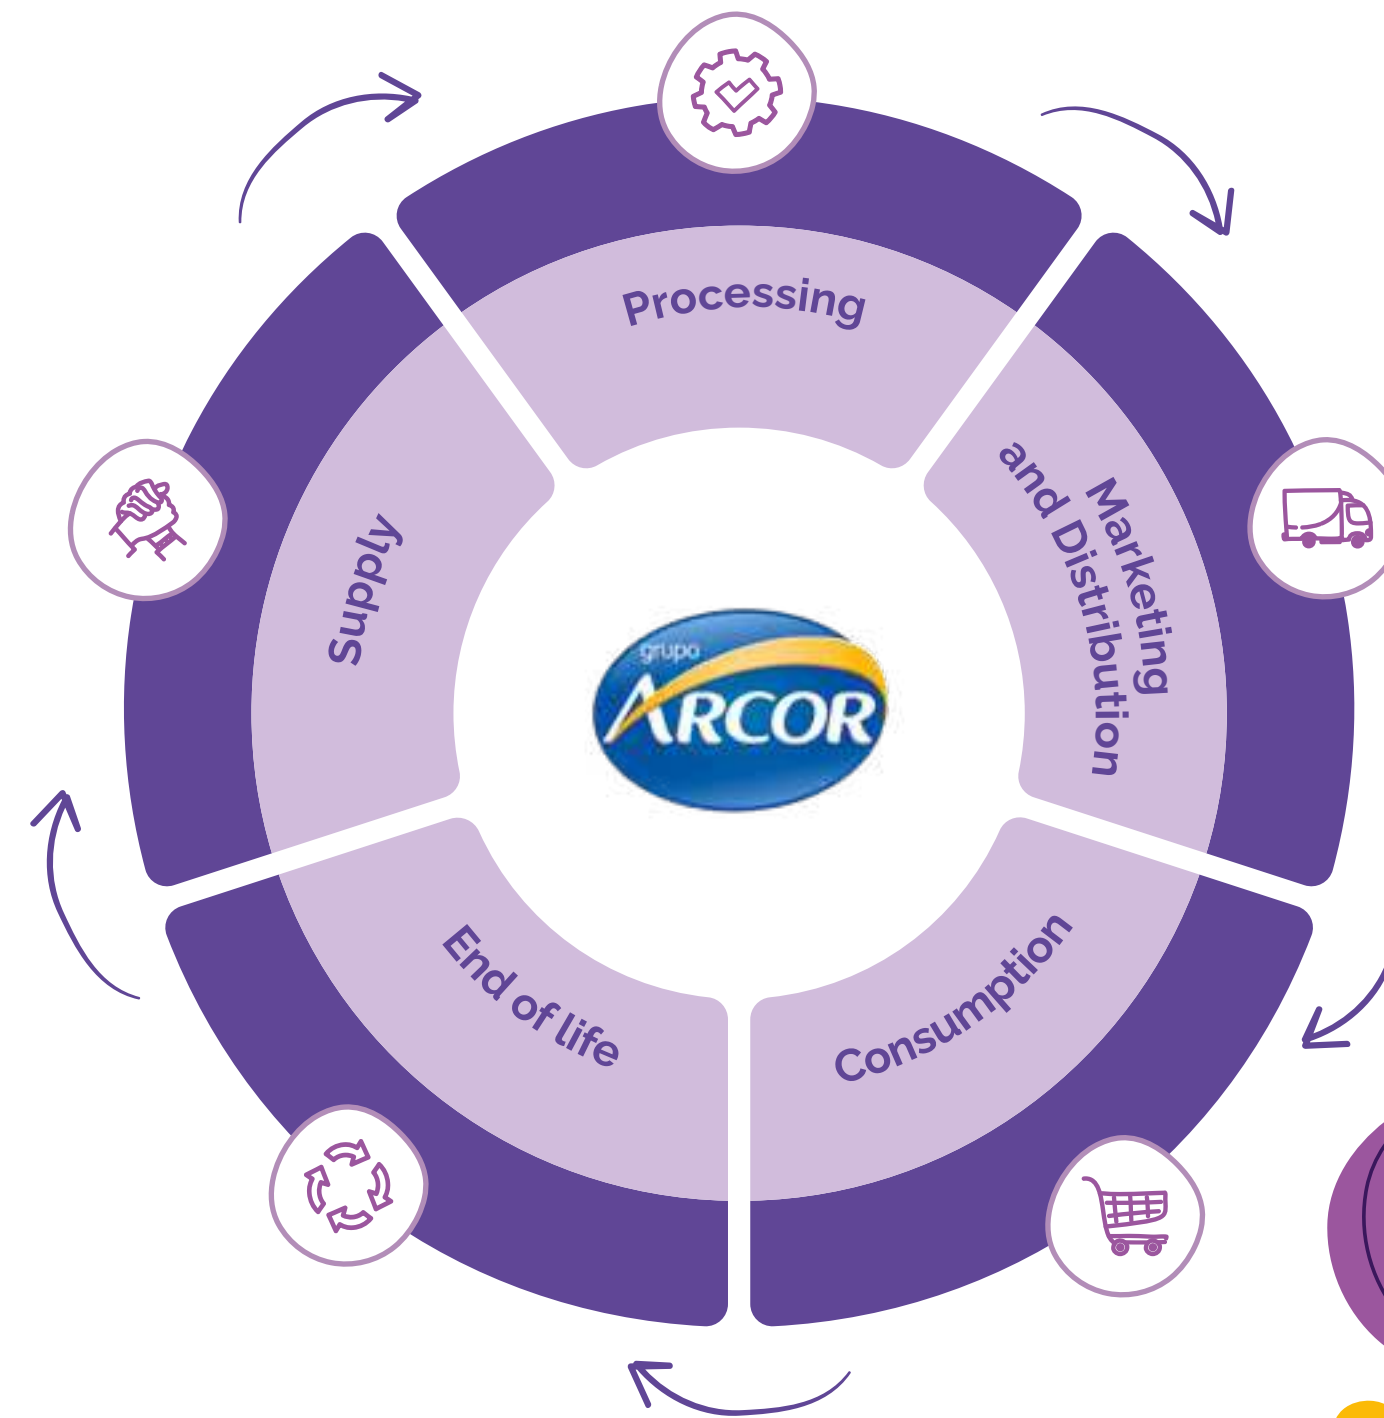 Processing
Marketing
and Distribution
Supply
grupo
ARCOR
End of life
Consumption